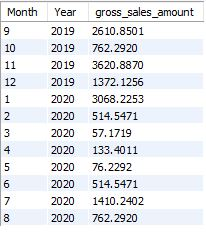 Month Year gross_sales_amount
9 2019 2610.8501
10 2019 762.2920
11 2019 3620.8870
12 2019 1372.1256
1 2020 3068.2253
2 2020 514.5471
3 2020 57.1719
4 2020 133.4011
5 2020 76.2292
6 2020 514.5471
7 2020 1410.2402
8 2020 762.2920